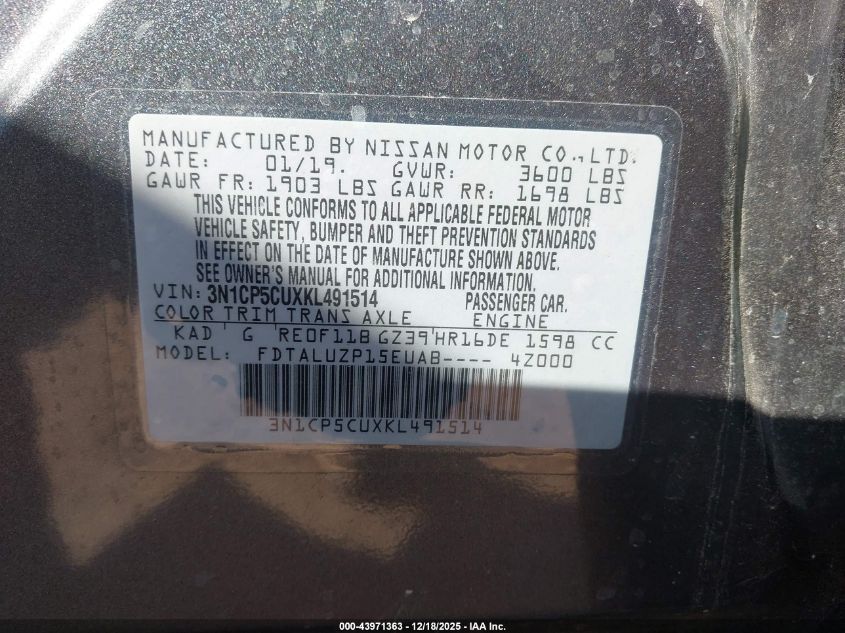 MANUFACTURED BY NISSAN MOTOR CO., LTD.
DATE: 01/19. GVWR: 3600 LBS
GAWR FR: 1903 LBS GAWR RR: 1698 LBS
THIS VEHICLE CONFORMS TO ALL APPLICABLE FEDERAL MOTOR
VEHICLE SAFETY, BUMPER AND THEFT PREVENTION STANDARDS
IN EFFECT ON THE DATE OF MANUFACTURE SHOWN ABOVE.
SEE OWNER'S MANUAL FOR ADDITIONAL INFORMATION.
VIN: 3N1CP5CUXKL491514 PASSENGER CAR.
COLOR TRIM TRANS AXLE ENGINE
KAD G RE0F11B GZ39 HR16DE 1598 CC
MODEL: FDTALUZP15EUAB---- 4Z000
3N1CP5CUXKL491514
000-43971363 - 12/18/2025 - IAA Inc.